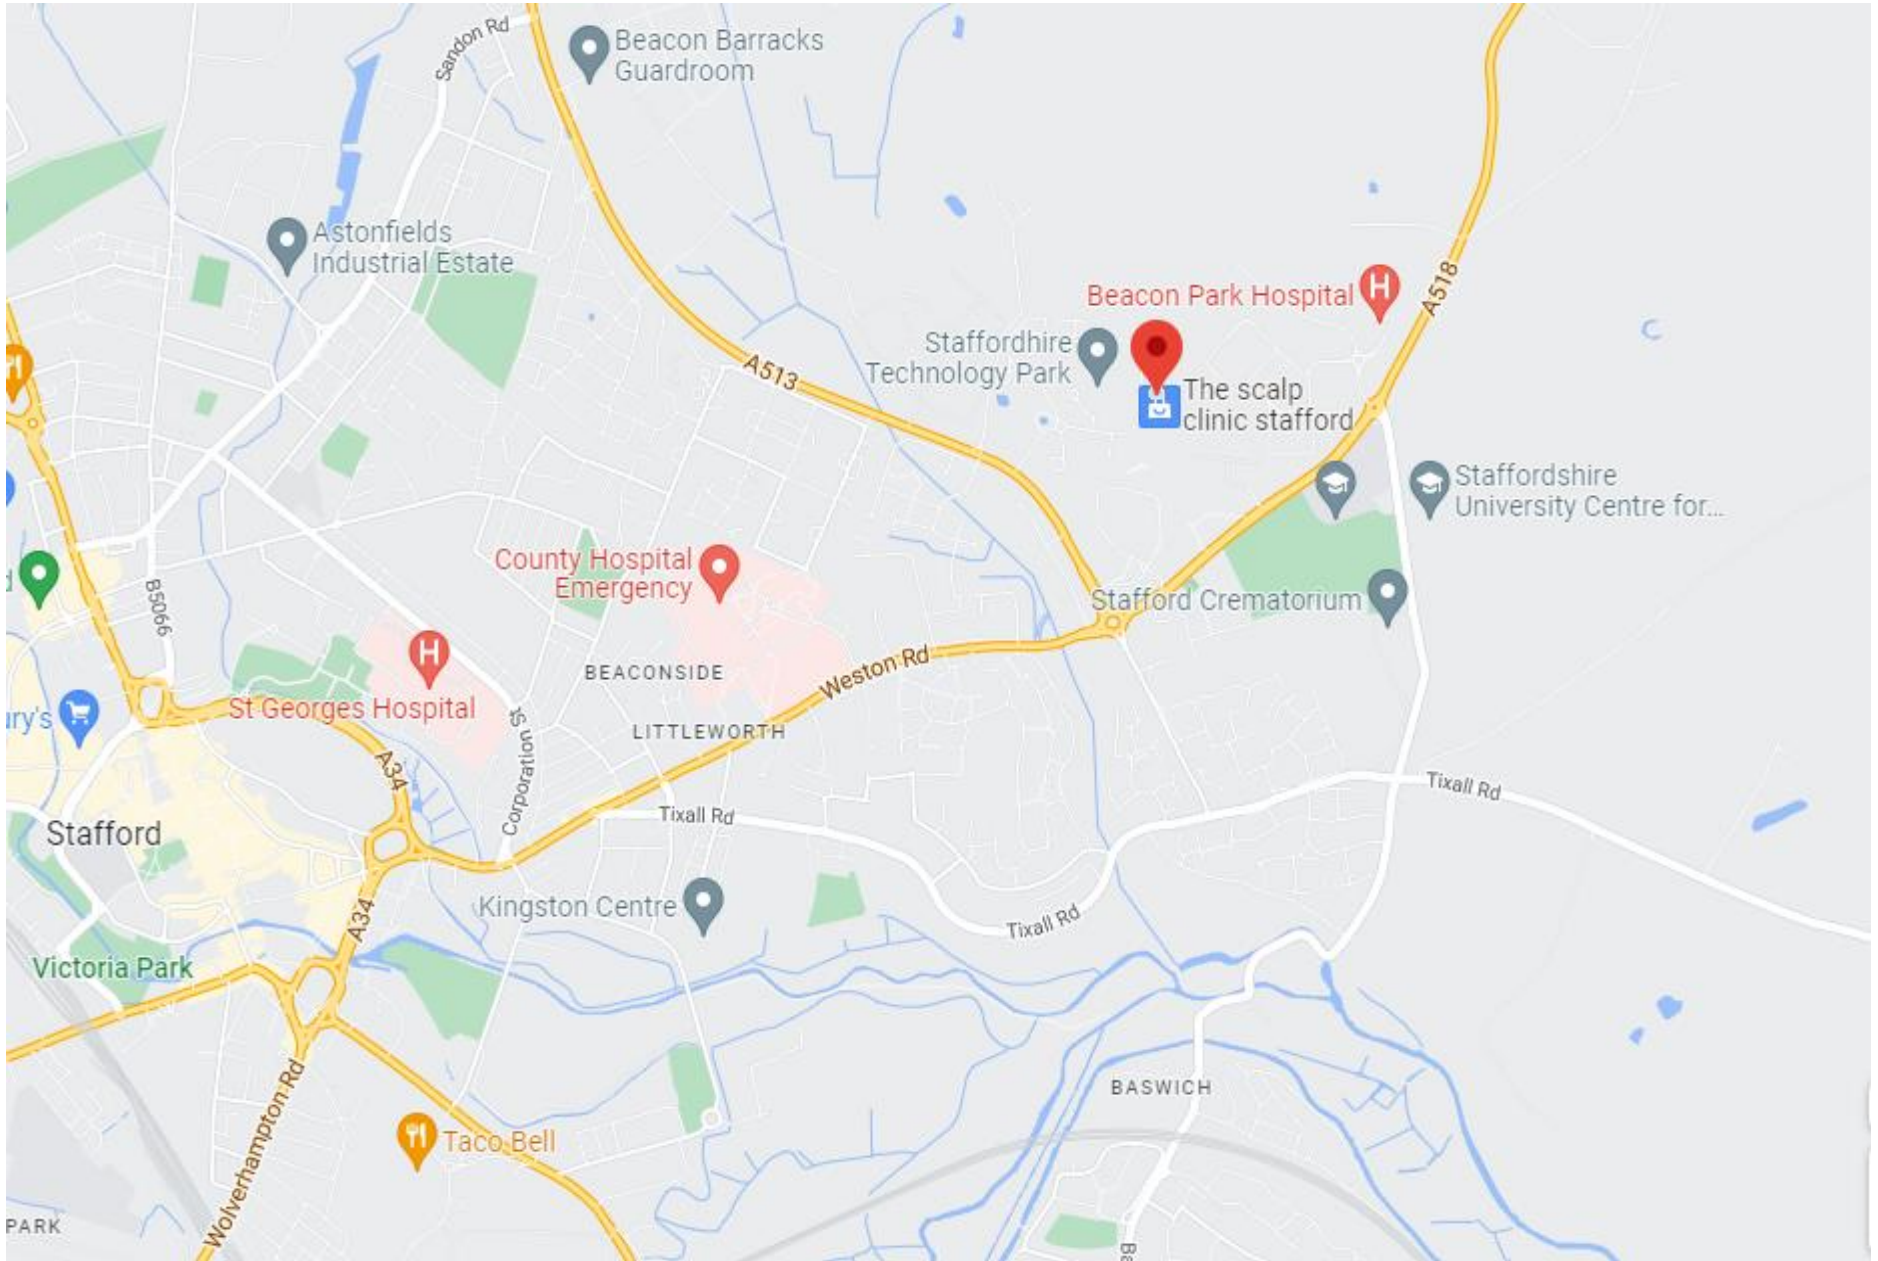 Sandon Rd
Beacon Barracks
Guardroom
Astonfields
Industrial Estate
A518
Beacon Park Hospital
H
Staffordhire
Technology Park
A513
The scalp
clinic stafford
Staffordshire
University Centre for...
County Hospital
Emergency
B5066
Stafford Crematorium
H
BEACONSIDE
Weston Rd
St Georges Hospital
ury's
LITTLEWORTH
Corporation St
A34
Tixall Rd
Tixall Rd
Stafford
Kingston Centre
A34
Tixall Rd
Victoria Park
BASWICH
Wolverhampton Rd
Taco Bell
PARK
Ba
d